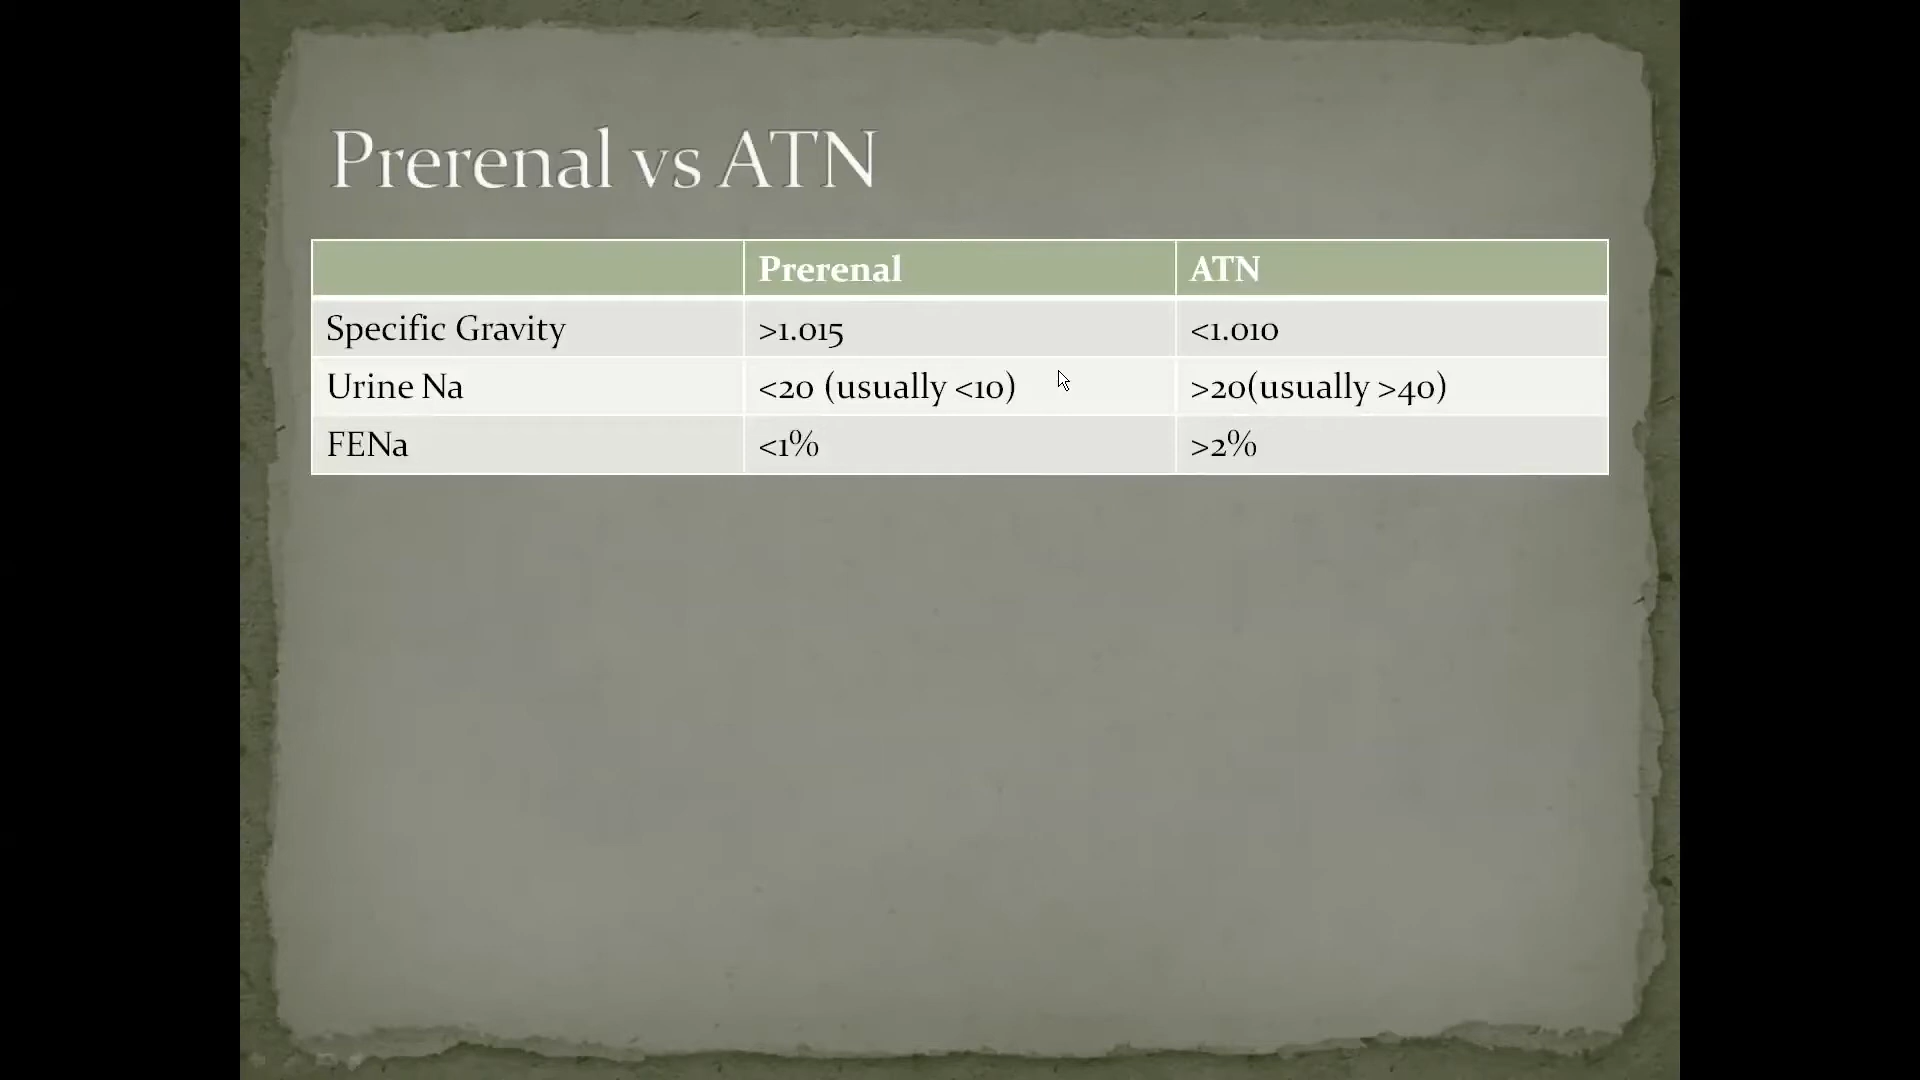 Prerenal vs ATN
Prerenal ATN
Specific Gravity >1.015 <1.010
Urine Na <20 (usually <10) >20(usually >40)
FENa <1% >2%